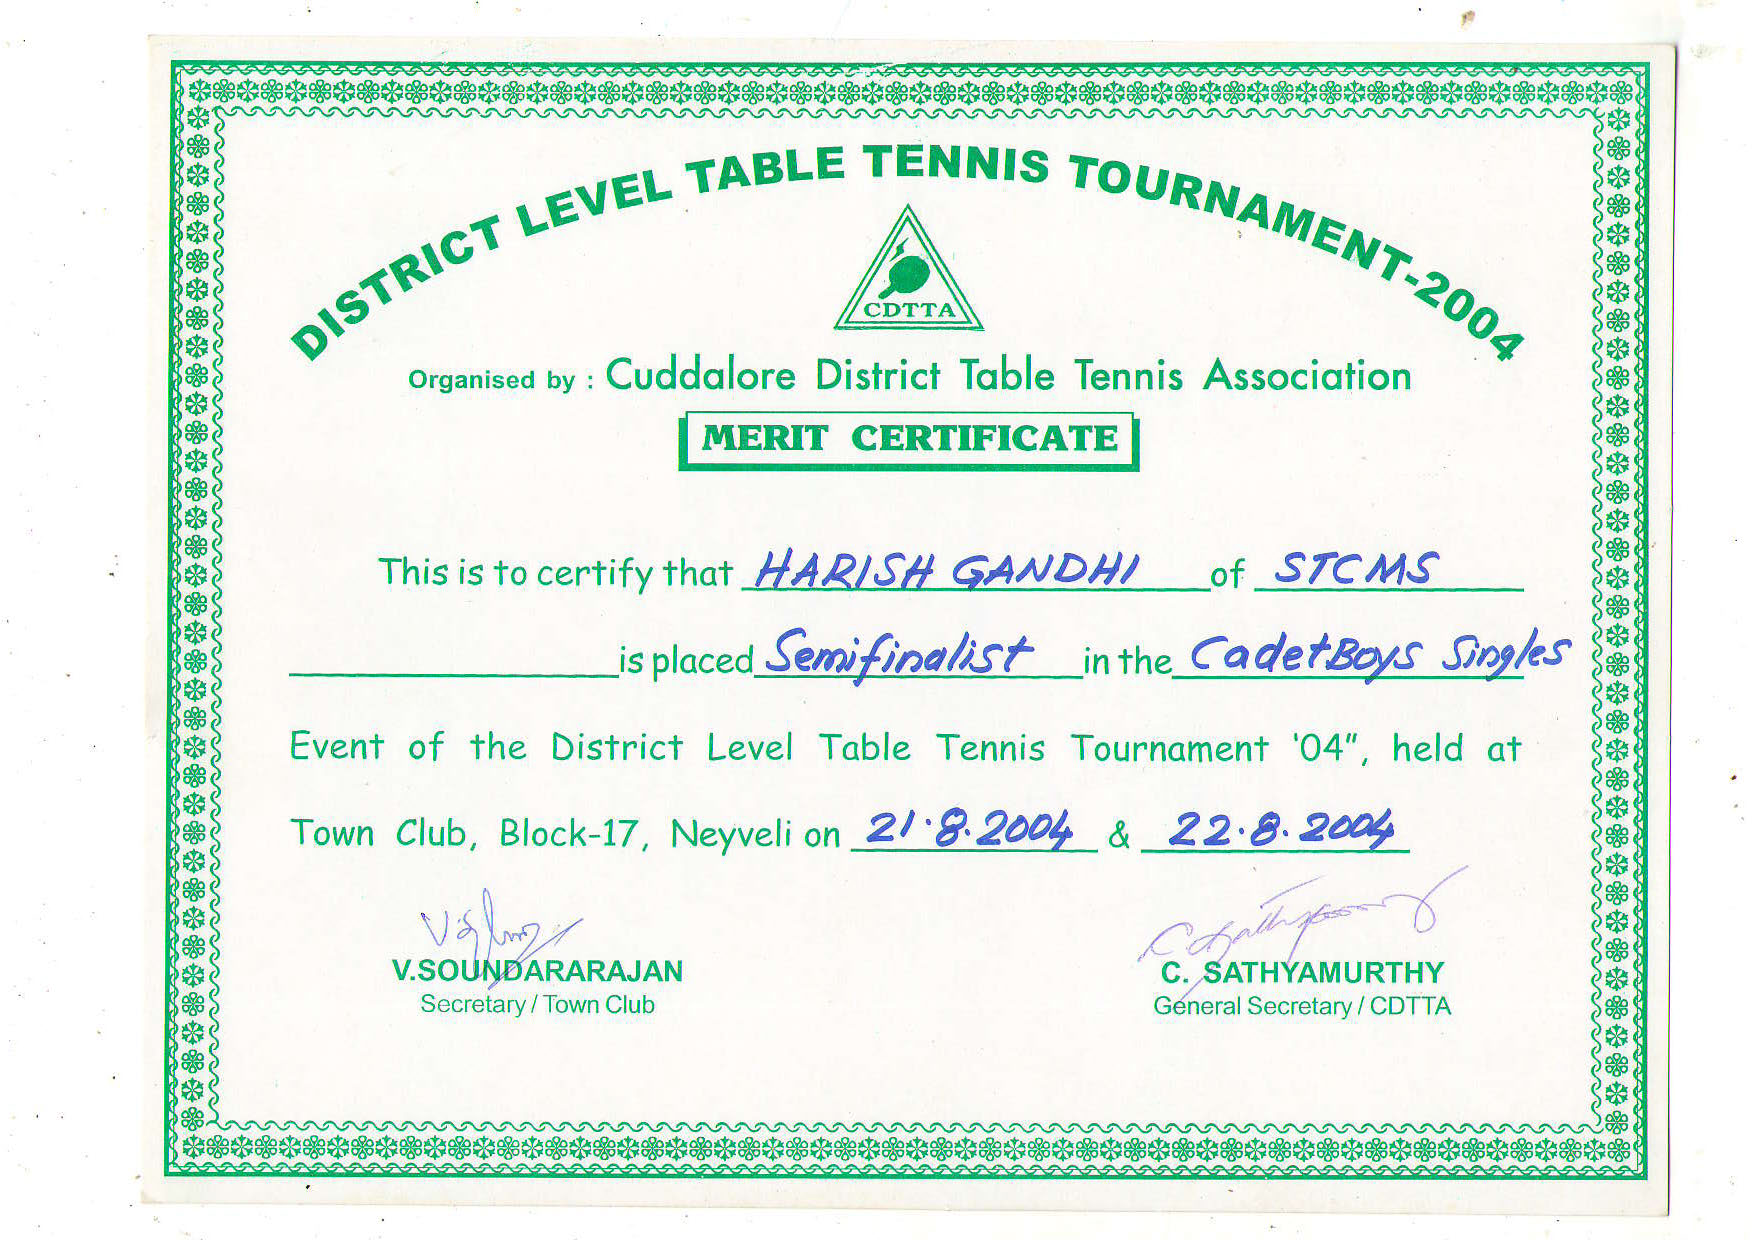 DISTRICT LEVEL TABLE TENNIS TOURNAMENT-2004
CDTTA
Organised by : Cuddalore District Table Tennis Association
MERIT CERTIFICATE
This is to certify that HARISH GANDHI of STCMS
is placed Semifinalist in the Cadet Boys Singles
Event of the District Level Table Tennis Tournament '04", held at
Town Club, Block-17, Neyveli on 21.8.2004 & 22.8.2004
V.SOUNDARARAJAN
Secretary / Town Club
C. Sathyamurthy
C. SATHYAMURTHY
General Secretary / CDTTA